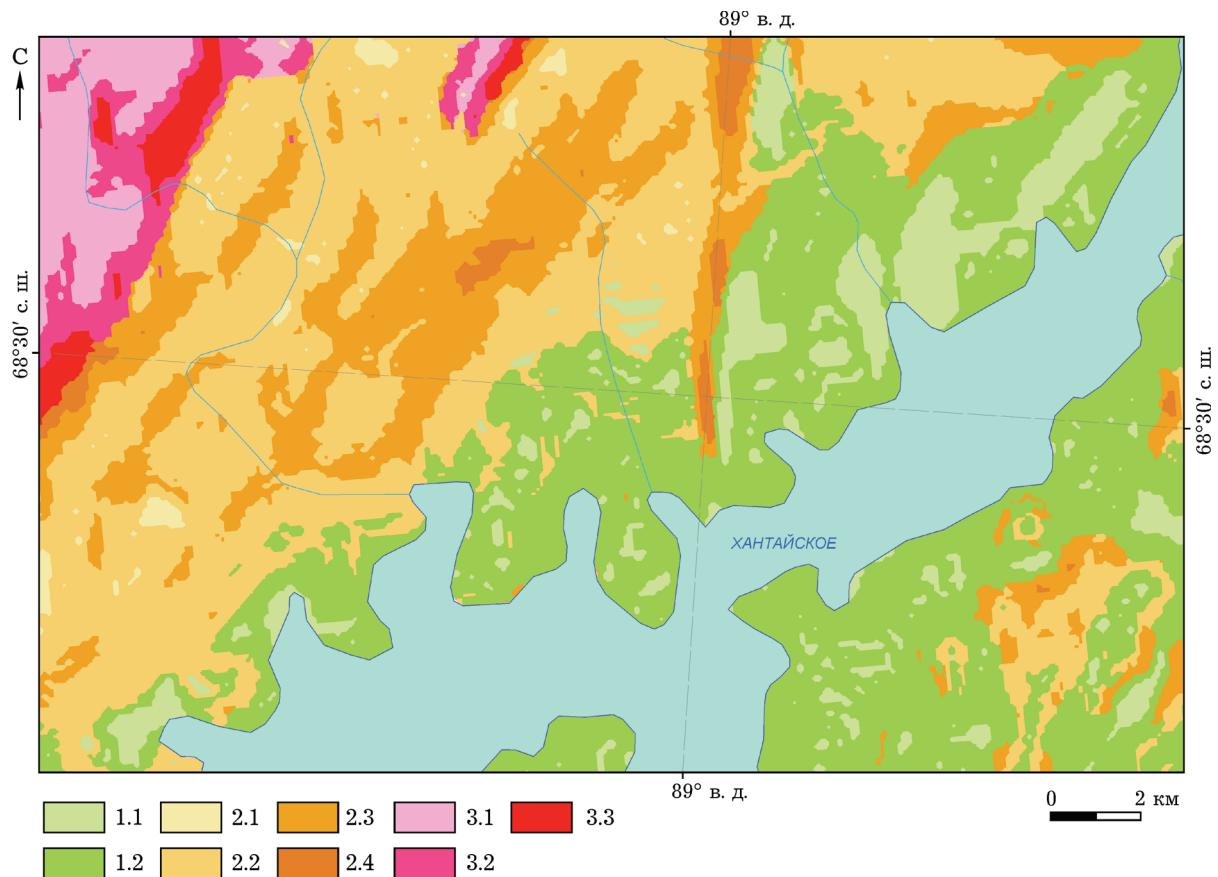 89° в. д.
С
68°30′ с. ш.
68°30′ с. ш.
ХАНТАЙСКОЕ
89° в. д.
0 2 км
1.1 2.1 2.3 3.1 3.3
1.2 2.2 2.4 3.2